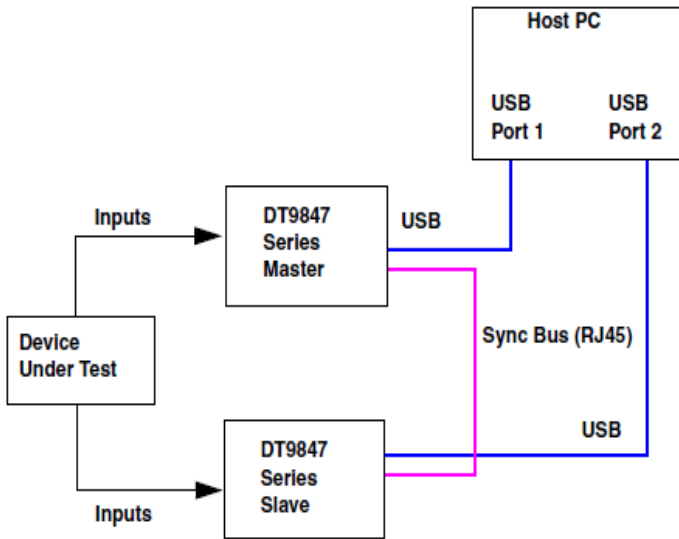 Host PC
USB
Port 1
USB
Port 2
Inputs
DT9847
Series
Master
USB
Device
Under Test
Sync Bus (RJ45)
DT9847
Series
Slave
USB
Inputs